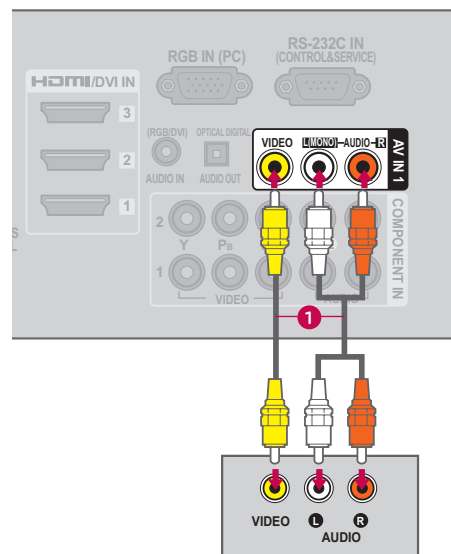 RGB IN (PC)
RS-232C IN
(CONTROL&SERVICE)
HDMI/DVI IN
3
2
1
(RGB/DVI)
OPTICAL DIGITAL
AUDIO IN
AUDIO OUT
VIDEO
L(MONO)
AUDIO
R
AV IN 1
2
Y
PB
1
VIDEO
AUDIO
COMPONENT IN
S
1
VIDEO
L
R
AUDIO